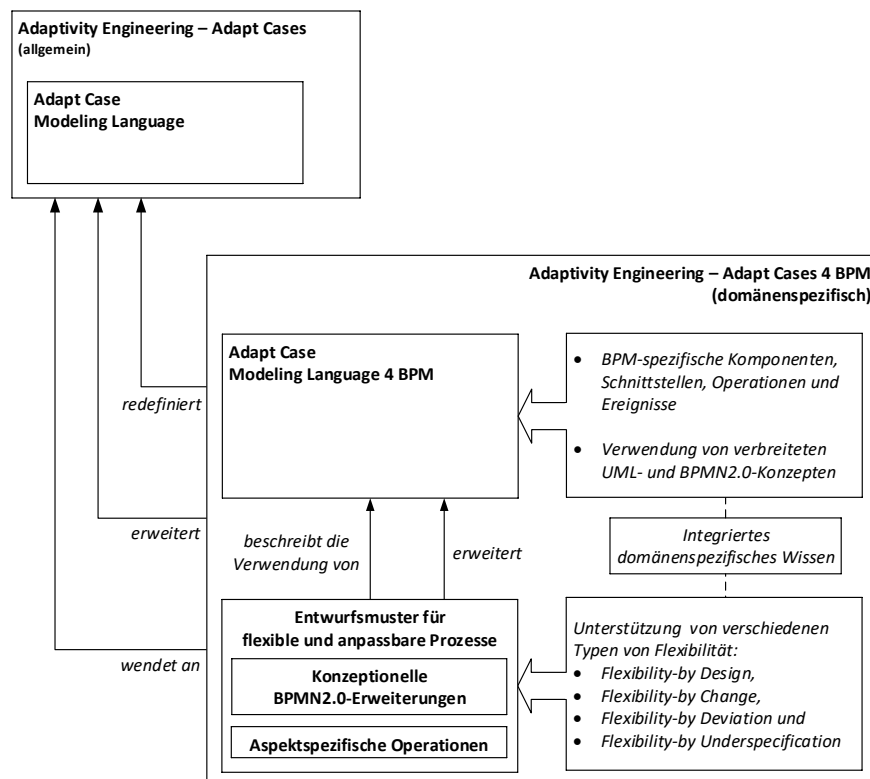 Adaptivity Engineering – Adapt Cases
(allgemein)
Adapt Case
Modeling Language
Adaptivity Engineering – Adapt Cases 4 BPM
(domänenspezifisch)
Adapt Case
Modeling Language 4 BPM
• BPM-spezifische Komponenten,
Schnittstellen, Operationen und
Ereignisse
• Verwendung von verbreiteten
UML- und BPMN2.0-Konzepten
redefiniert
erweitert
wendet an
beschreibt die
Verwendung von
erweitert
Integriertes
domänenspezifisches Wissen
Entwurfsmuster für
flexible und anpassbare Prozesse
Konzeptionelle
BPMN2.0-Erweiterungen
Aspektspezifische Operationen
Unterstützung von verschiedenen
Typen von Flexibilität:
• Flexibility-by Design,
• Flexibility-by Change,
• Flexibility-by Deviation und
• Flexibility-by Underspecification